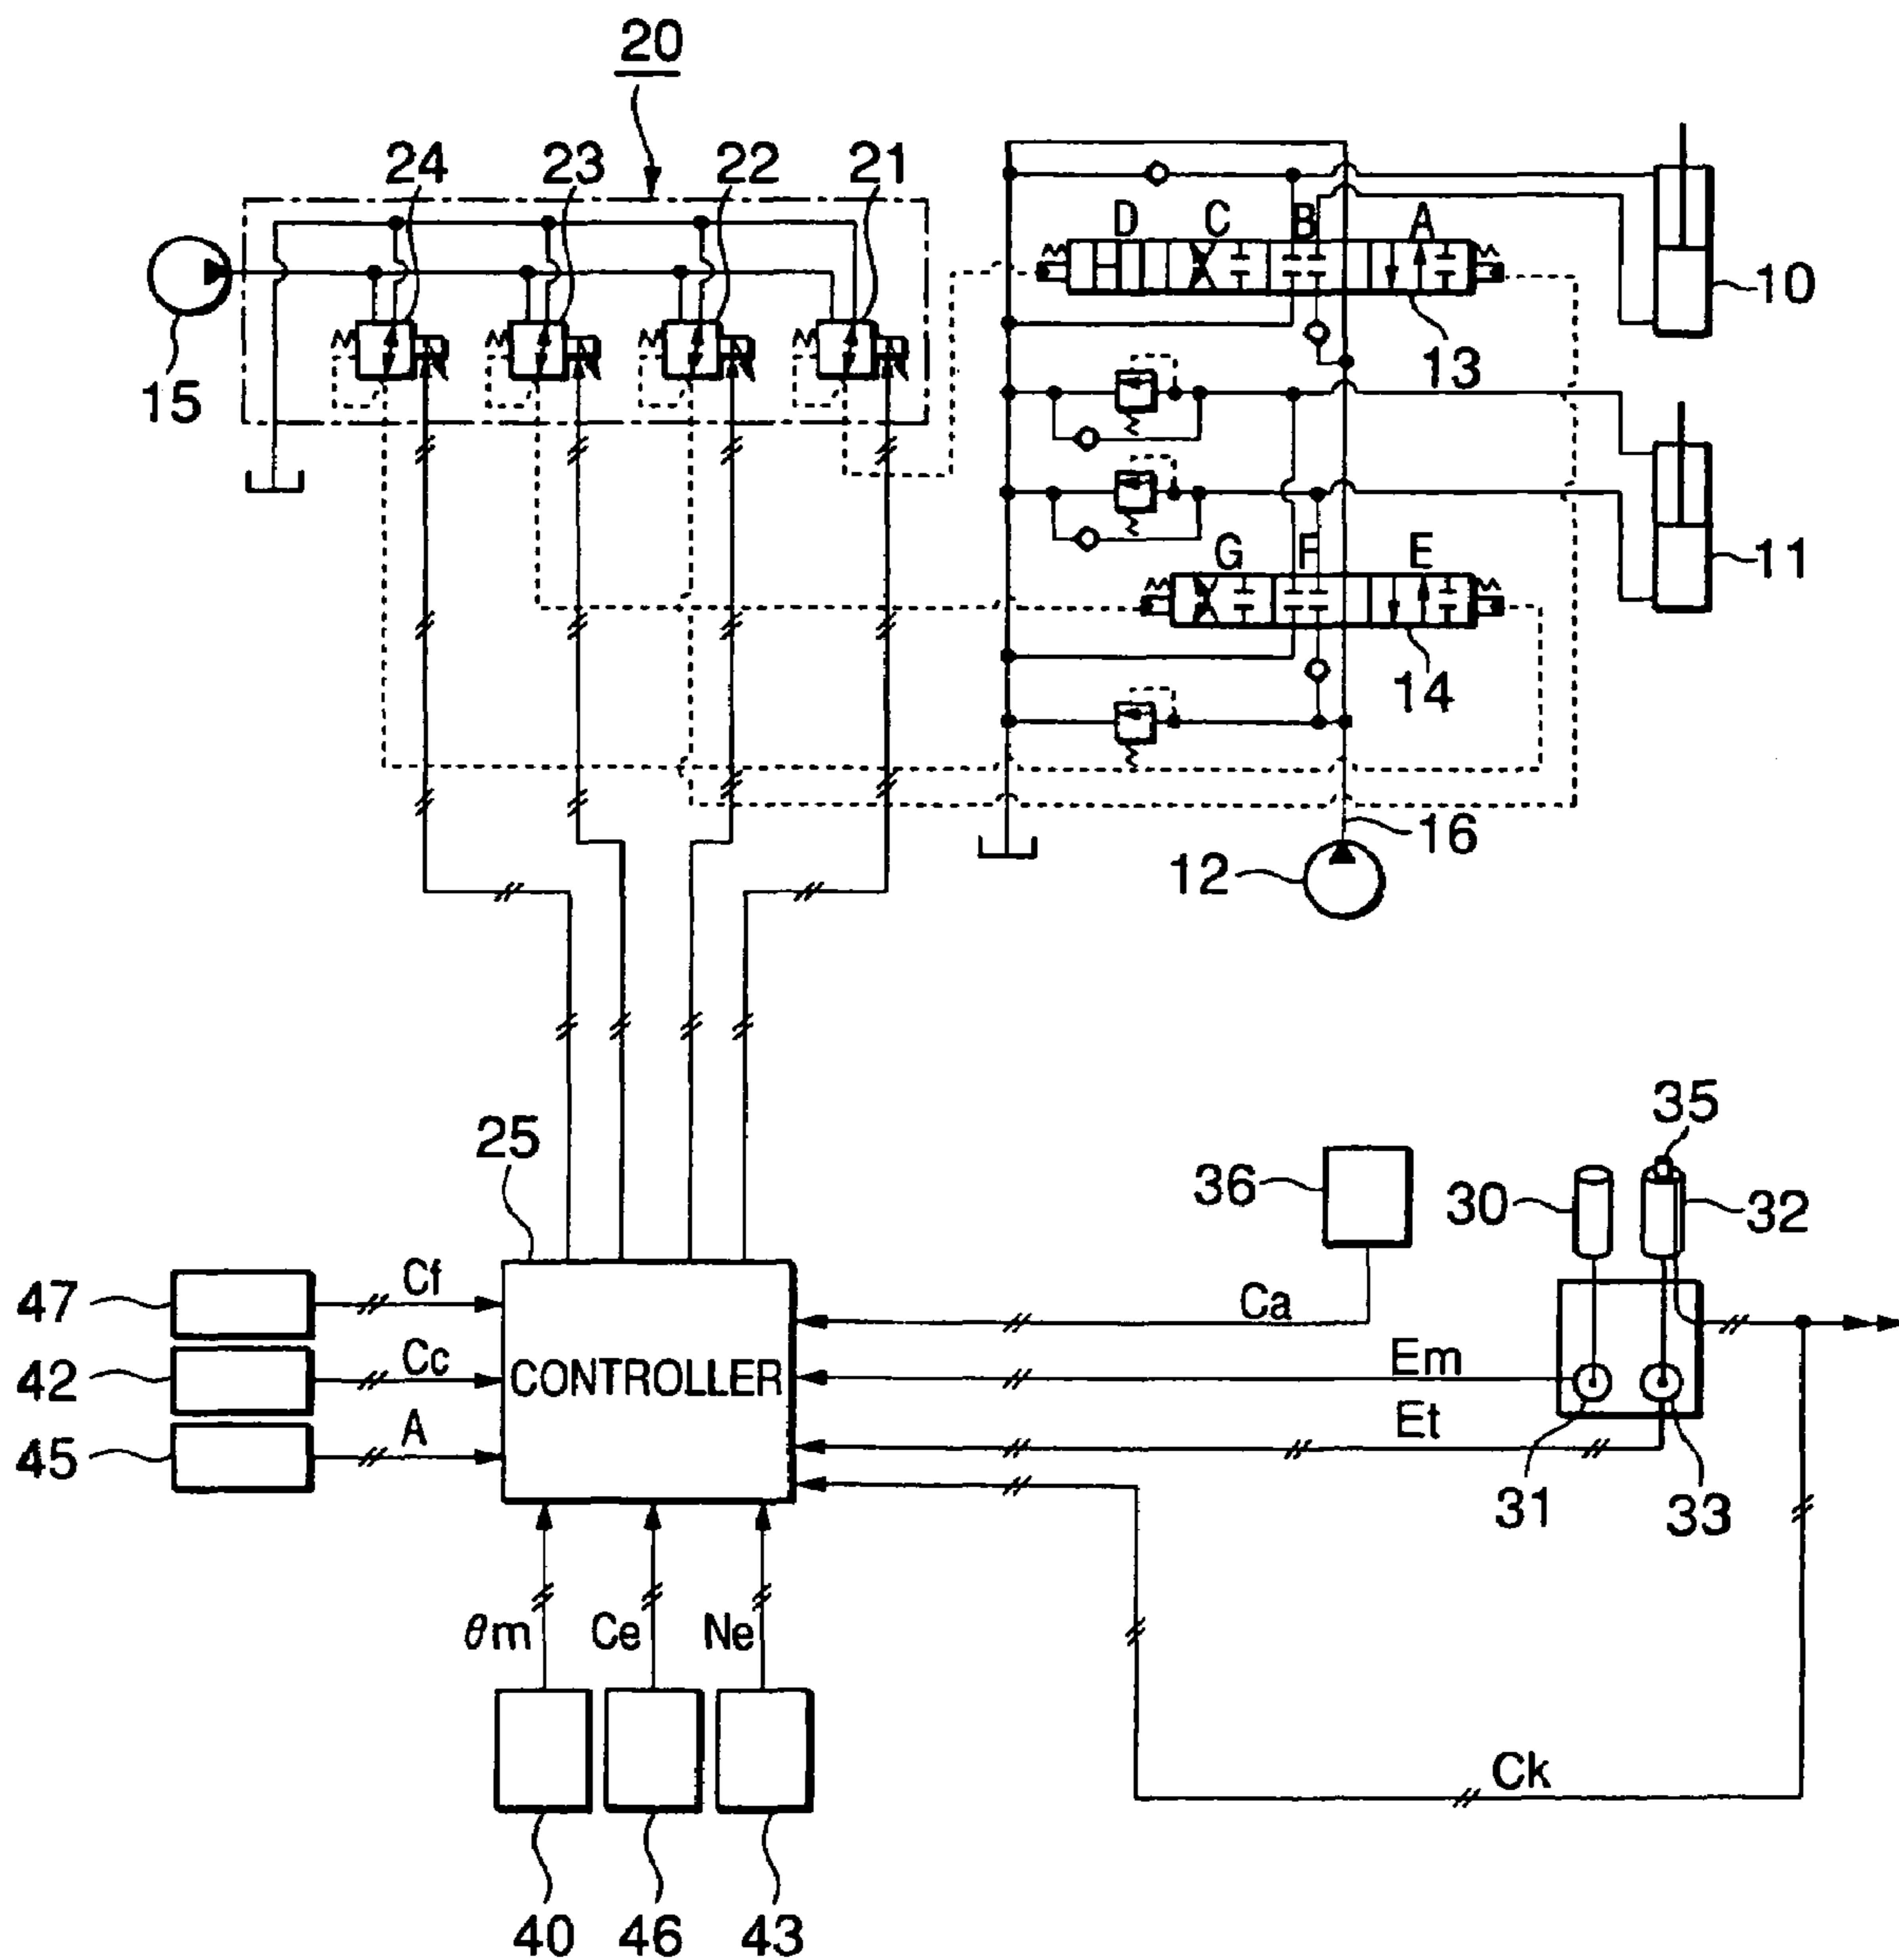 20
24 23 22 21
D C B A
10
15
13
G F E
11
14
16
12
25
35
36
30
32
47
Cf
Ca
42
Cc
CONTROLLER
Em
45
A
Et
31
33
θm Ce Ne
Ck
40 46 43